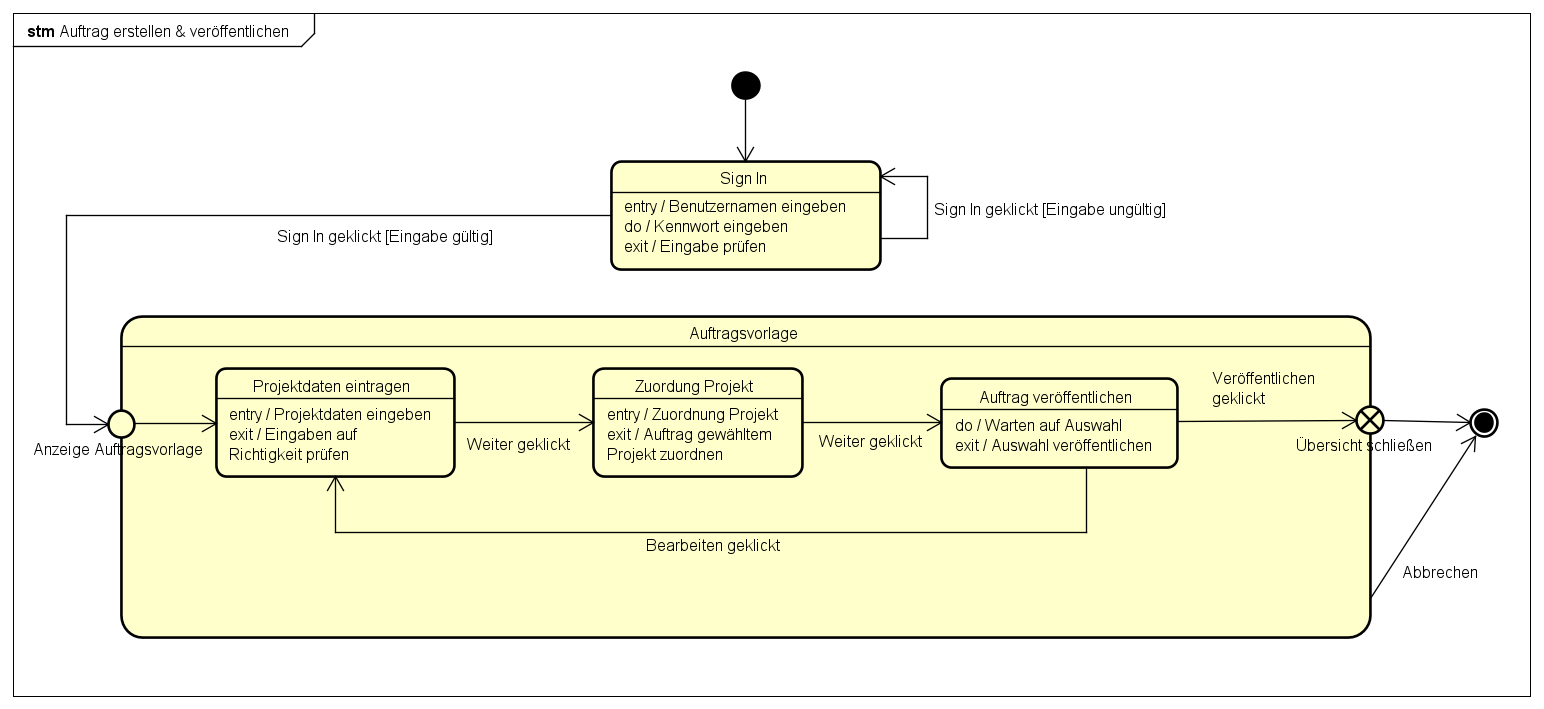 stm Auftrag erstellen & veröffentlichen
Sign In
entry / Benutzernamen eingeben
do / Kennwort eingeben
exit / Eingabe prüfen
Sign In geklickt [Eingabe ungültig]
Sign In geklickt [Eingabe gültig]
Auftragsvorlage
Anzeige Auftragsvorlage
Projektdaten eintragen
entry / Projektdaten eingeben
exit / Eingaben auf
Richtigkeit prüfen
Weiter geklickt
Zuordung Projekt
entry / Zuordnung Projekt
exit / Auftrag gewähltem
Projekt zuordnen
Weiter geklickt
Auftrag veröffentlichen
do / Warten auf Auswahl
exit / Auswahl veröffentlichen
Veröffentlichen
geklickt
Übersicht schließen
Bearbeiten geklickt
Abbrechen